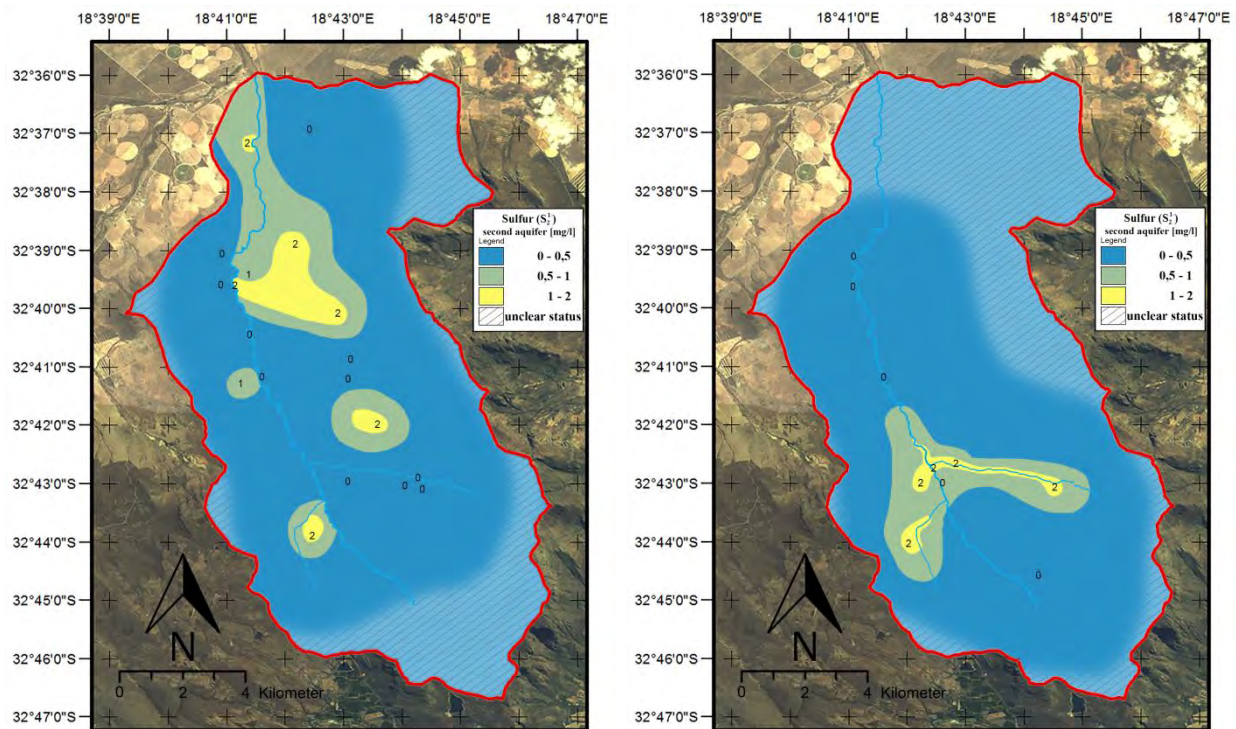 18°39'0"E 18°41'0"E 18°43'0"E 18°45'0"E 18°47'0"E
32°36'0"S
32°37'0"S
32°38'0"S
32°39'0"S
32°40'0"S
32°41'0"S
32°42'0"S
32°43'0"S
32°44'0"S
32°45'0"S
32°46'0"S
32°47'0"S
0
2
0
2
1
0
2
2
0
0
0
0
1
2
0
0
0
0
2
Sulfur (S½)
second aquifer [mg/l]
Legend
0 - 0,5
0,5 - 1
1 - 2
unclear status
N
0 2 4 Kilometer
18°39'0"E 18°41'0"E 18°43'0"E 18°45'0"E 18°47'0"E
32°36'0"S
32°37'0"S
32°38'0"S
32°39'0"S
32°40'0"S
32°41'0"S
32°42'0"S
32°43'0"S
32°44'0"S
32°45'0"S
32°46'0"S
32°47'0"S
0
0
0
2
2
2
0
2
2
0
Sulfur (S½)
second aquifer [mg/l]
Legend
0 - 0,5
0,5 - 1
1 - 2
unclear status
N
0 2 4 Kilometer